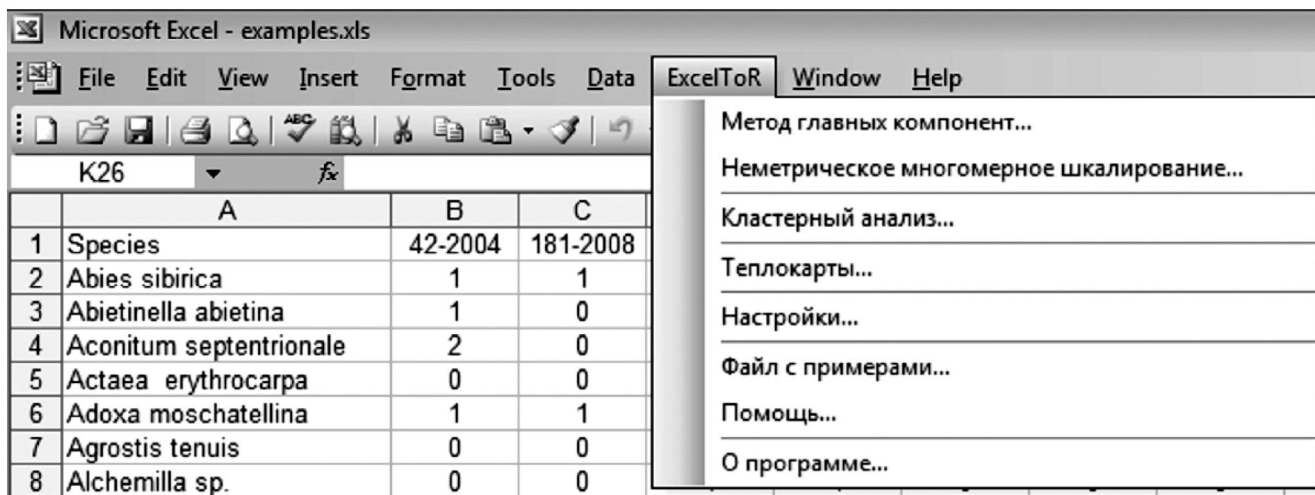 Microsoft Excel - examples.xls
File Edit View Insert Format Tools Data ExcelToR Window Help
Метод главных компонент...
Неметрическое многомерное шкалирование...
Кластерный анализ...
Теплокарты...
Настройки...
Файл с примерами...
Помощь...
О программе...
K26 fx
A B C
1 Species 42-2004 181-2008
2 Abies sibirica 1 1
3 Abietinella abietina 1 0
4 Aconitum septentrionale 2 0
5 Actaea erythrocarpa 0 0
6 Adoxa moschatellina 1 1
7 Agrostis tenuis 0 0
8 Alchemilla sp. 0 0